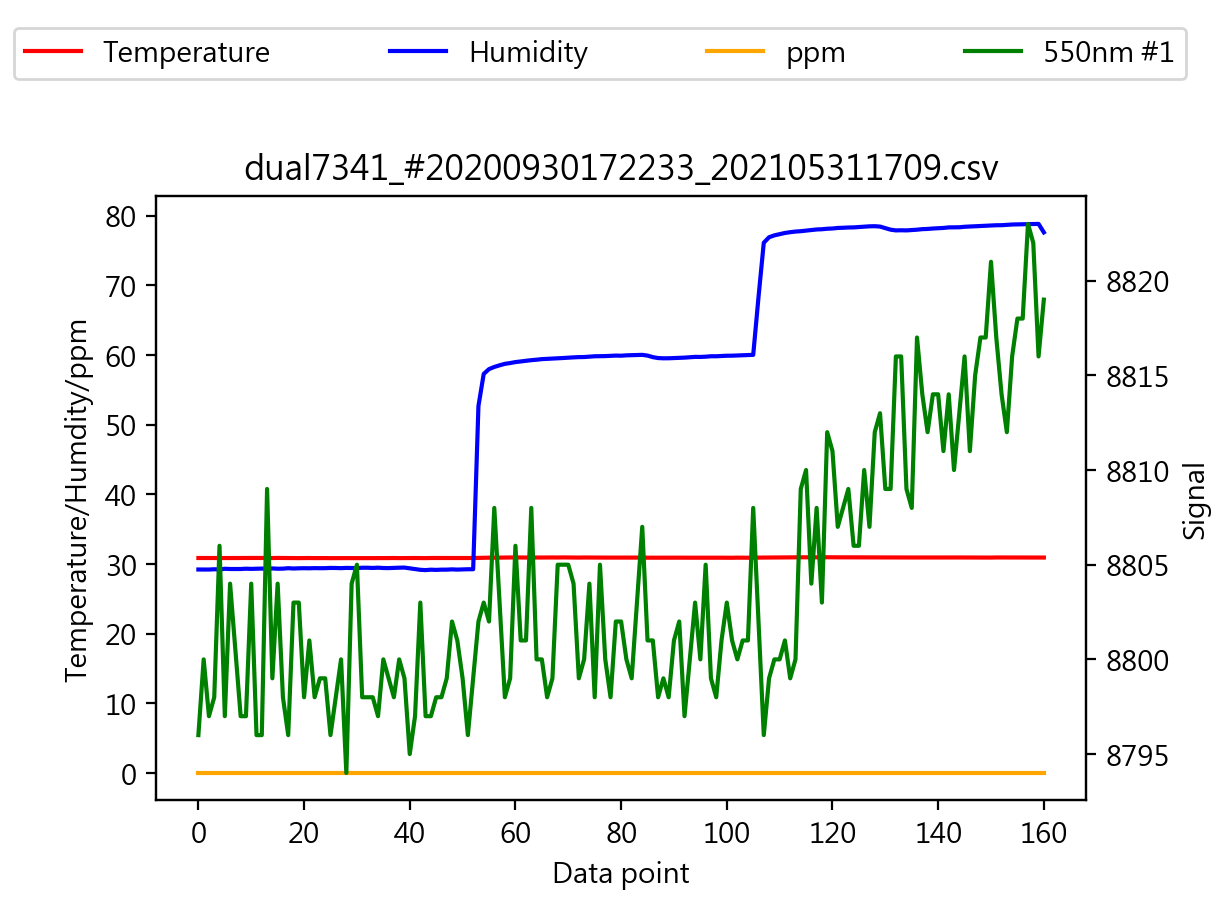 Temperature Humidity ppm 550nm #1
dual7341_#20200930172233_202105311709.csv
80
70
60
50
40
30
20
10
0
Temperature/Humdity/ppm
8820
8815
8810
8805
8800
8795
Signal
0 20 40 60 80 100 120 140 160
Data point